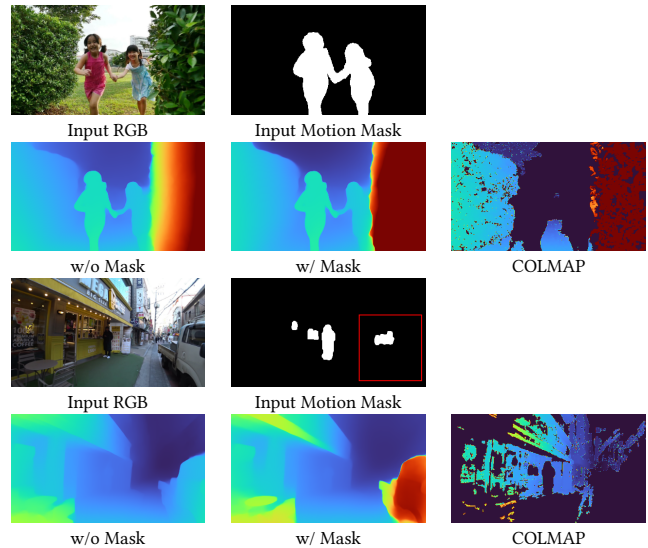 Input RGB
Input Motion Mask
w/o Mask
w/ Mask
COLMAP
Input RGB
Input Motion Mask
w/o Mask
w/ Mask
COLMAP